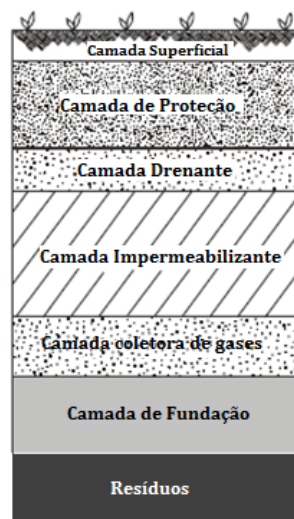 Camada Superficial
Camada de Proteção
Camada Drenante
Camada Impermeabilizante
Camada coletora de gases
Camada de Fundação
Resíduos